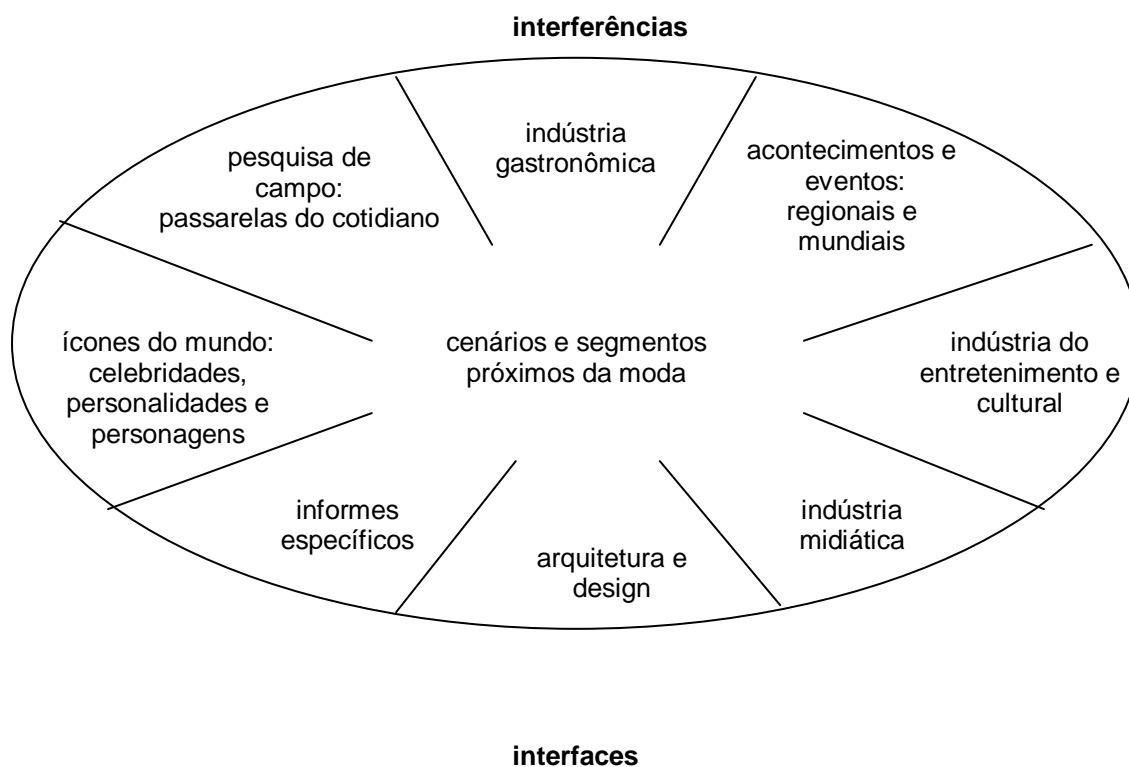 interferências
indústria
gastronômica
pesquisa de
campo:
passarelas do cotidiano
acontecimentos e
eventos:
regionais e
mundiais
ícones do mundo:
celebridades,
personalidades e
personagens
cenários e segmentos
próximos da moda
indústria do
entretenimento e
cultural
informes
específicos
arquitetura e
design
indústria
midiática
interfaces